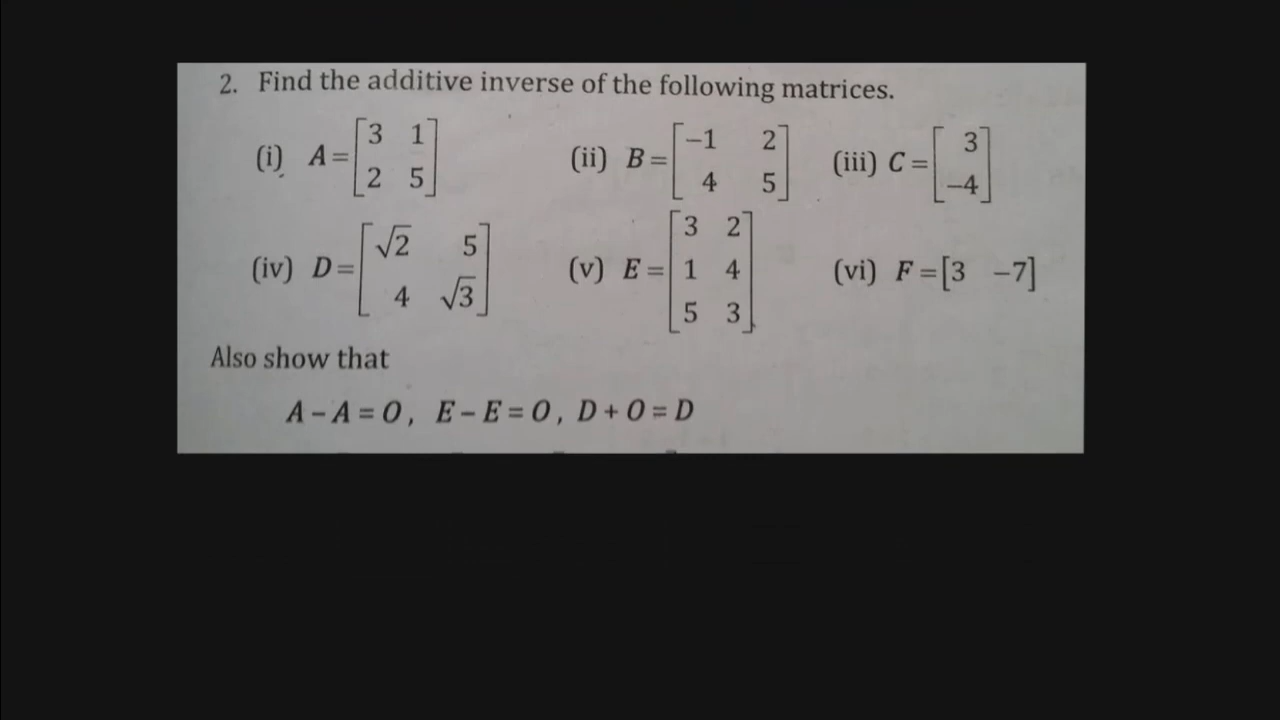 2. Find the additive inverse of the following matrices.
(i) A = [3 1
2 5] (ii) B = [-1 2
4 5] (iii) C = [3
-4]
(iv) D = [√2 5
4 √3] (v) E = [3 2
1 4
5 3] (vi) F = [3 -7]
Also show that
A - A = O, E - E = O, D + O = D